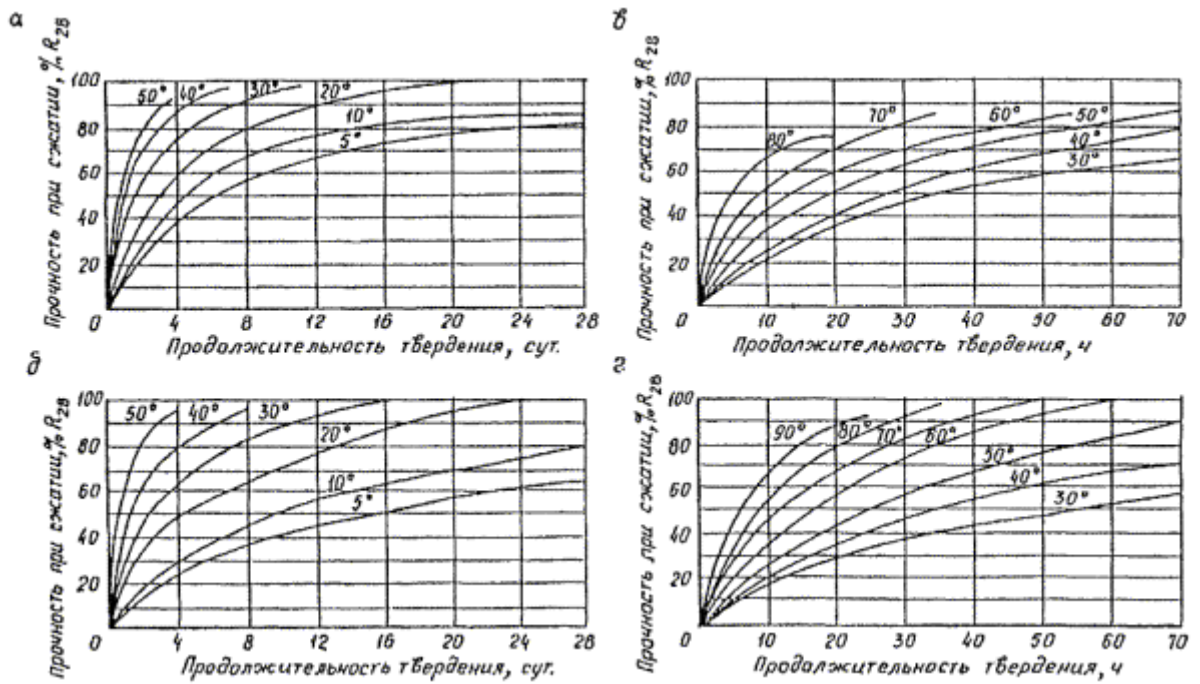 а
Прочность при сжатии, % R28
100
80
60
40
20
0
50° 40° 30° 20°
10°
5°
4 8 12 16 20 24 28
Продолжительность твердения, сут.
в
Прочность при сжатии, % R28
100
80
60
40
20
0
80° 70° 60° 50°
40°
30°
10 20 30 40 50 60 70
Продолжительность твердения, ч
б
Прочность при сжатии, % R28
100
80
60
40
20
0
50° 40° 30°
20°
10°
5°
4 8 12 16 20 24 28
Продолжительность твердения, сут.
г
Прочность при сжатии, % R28
100
80
60
40
20
0
90° 80° 70° 60°
50°
40°
30°
10 20 30 40 50 60 70
Продолжительность твердения, ч